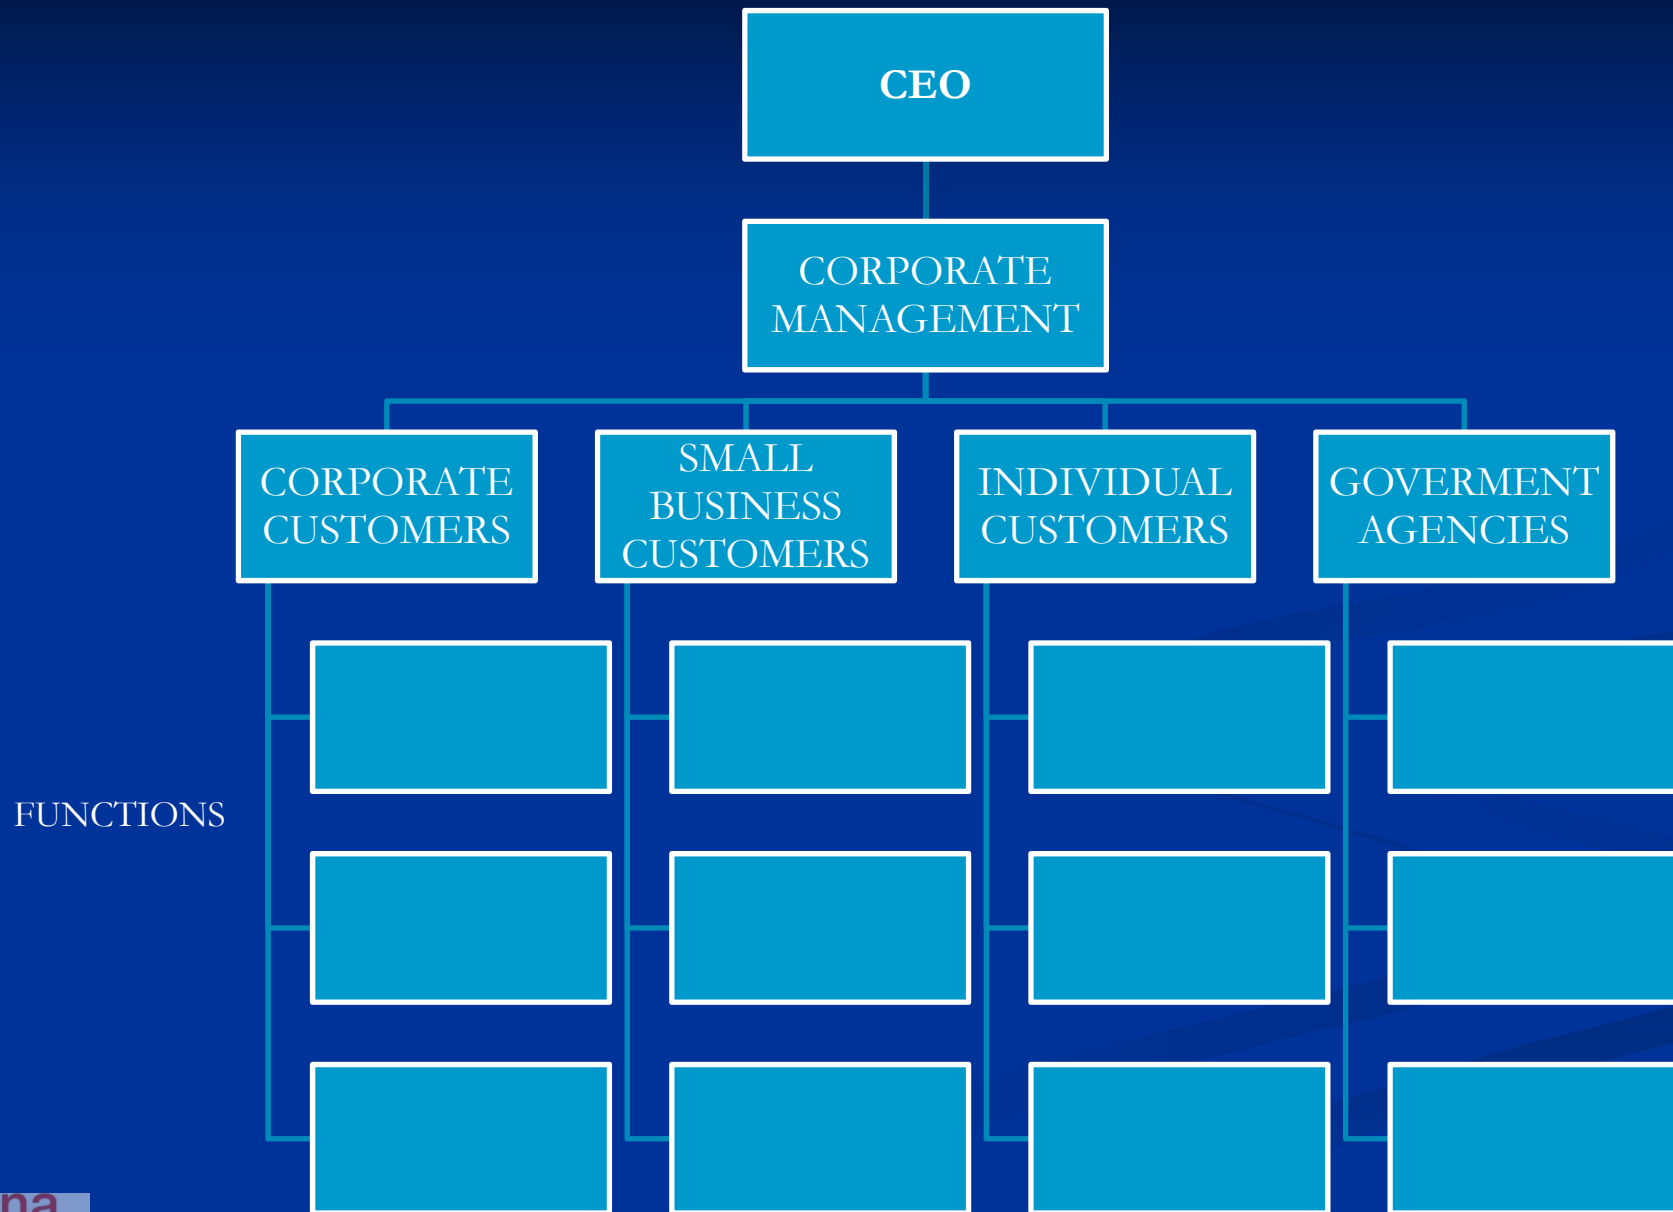 CEO
CORPORATE
MANAGEMENT
CORPORATE
CUSTOMERS
SMALL
BUSINESS
CUSTOMERS
INDIVIDUAL
CUSTOMERS
GOVERMENT
AGENCIES
FUNCTIONS